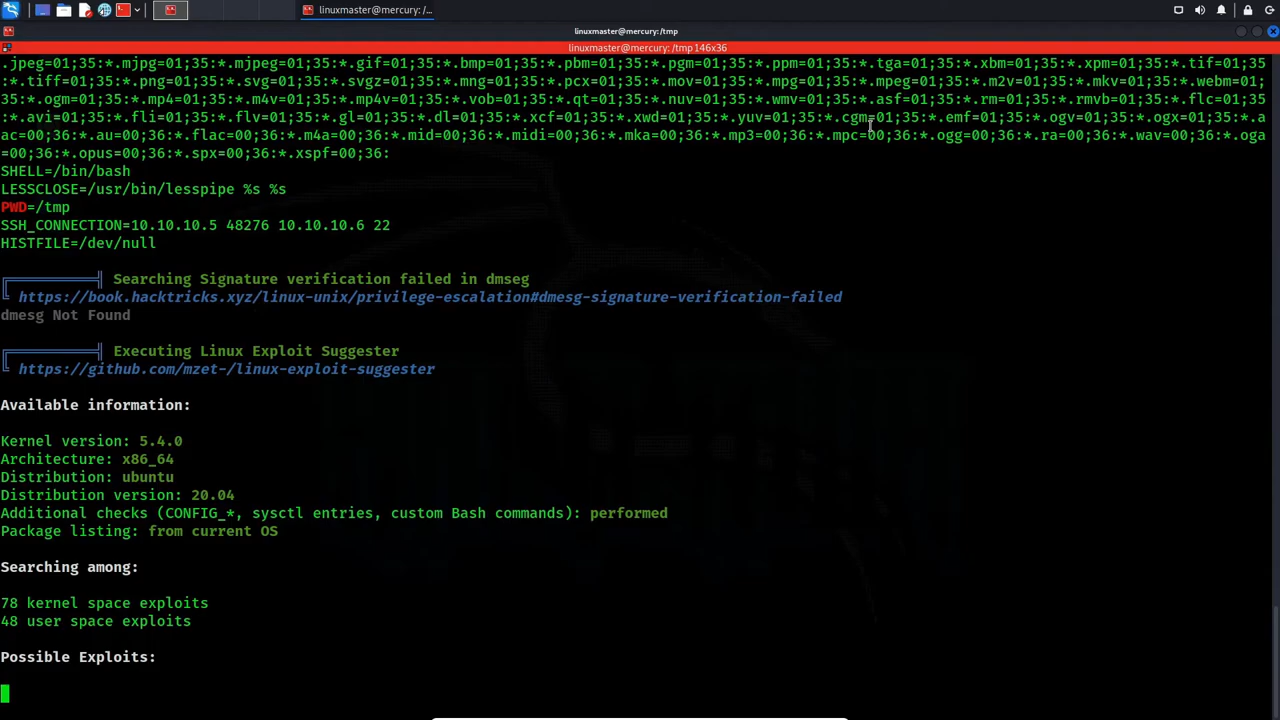 linuxmaster@mercury: /...
linuxmaster@mercury: /tmp
linuxmaster@mercury: /tmp 146x36
.jpeg=01;35:*.mjpg=01;35:*.mjpeg=01;35:*.gif=01;35:*.bmp=01;35:*.pbm=01;35:*.pgm=01;35:*.ppm=01;35:*.tga=01;35:*.xbm=01;35:*.xpm=01;35:*.tif=01;35
:*.tiff=01;35:*.png=01;35:*.svg=01;35:*.svgz=01;35:*.mng=01;35:*.pcx=01;35:*.mov=01;35:*.mpg=01;35:*.mpeg=01;35:*.m2v=01;35:*.mkv=01;35:*.webm=01;
35:*.ogm=01;35:*.mp4=01;35:*.m4v=01;35:*.mp4v=01;35:*.vob=01;35:*.qt=01;35:*.nuv=01;35:*.wmv=01;35:*.asf=01;35:*.rm=01;35:*.rmvb=01;35:*.flc=01;35
:*.avi=01;35:*.fli=01;35:*.flv=01;35:*.gl=01;35:*.dl=01;35:*.xcf=01;35:*.xwd=01;35:*.yuv=01;35:*.cgm=01;35:*.emf=01;35:*.ogv=01;35:*.ogx=01;35:*.a
ac=00;36:*.au=00;36:*.flac=00;36:*.m4a=00;36:*.mid=00;36:*.midi=00;36:*.mka=00;36:*.mp3=00;36:*.mpc=00;36:*.ogg=00;36:*.ra=00;36:*.wav=00;36:*.oga
=00;36:*.opus=00;36:*.spx=00;36:*.xspf=00;36:
SHELL=/bin/bash
LESSCLOSE=/usr/bin/lesspipe %s %s
PWD=/tmp
SSH_CONNECTION=10.10.10.5 48276 10.10.10.6 22
HISTFILE=/dev/null
Searching Signature verification failed in dmseg
https://book.hacktricks.xyz/linux-unix/privilege-escalation#dmesg-signature-verification-failed
dmesg Not Found
Executing Linux Exploit Suggester
https://github.com/mzet-/linux-exploit-suggester
Available information:
Kernel version: 5.4.0
Architecture: x86_64
Distribution: ubuntu
Distribution version: 20.04
Additional checks (CONFIG_*, sysctl entries, custom Bash commands): performed
Package listing: from current OS
Searching among:
78 kernel space exploits
48 user space exploits
Possible Exploits: